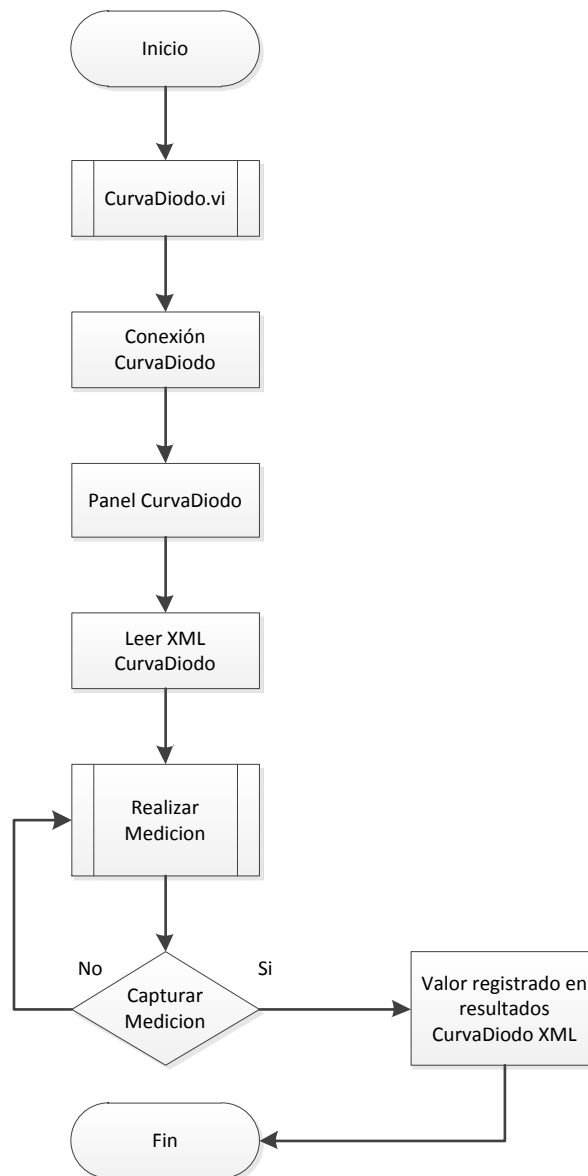 Inicio
CurvaDiodo.vi
Conexión
CurvaDiodo
Panel CurvaDiodo
Leer XML
CurvaDiodo
Realizar
Medicion
No
Si
Capturar
Medicion
Valor registrado en
resultados
CurvaDiodo XML
Fin